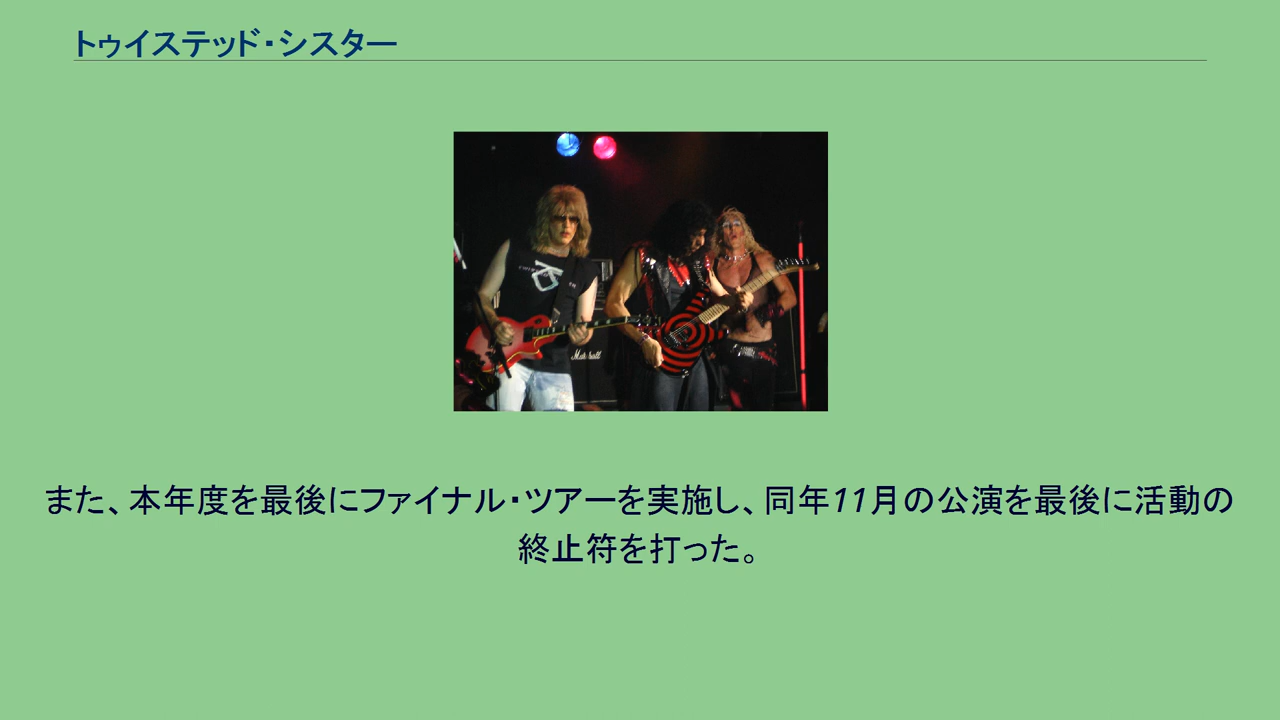 トゥイステッド・シスター
Marshall
また、本年度を最後にファイナル・ツアーを実施し、同年11月の公演を最後に活動の
終止符を打った。